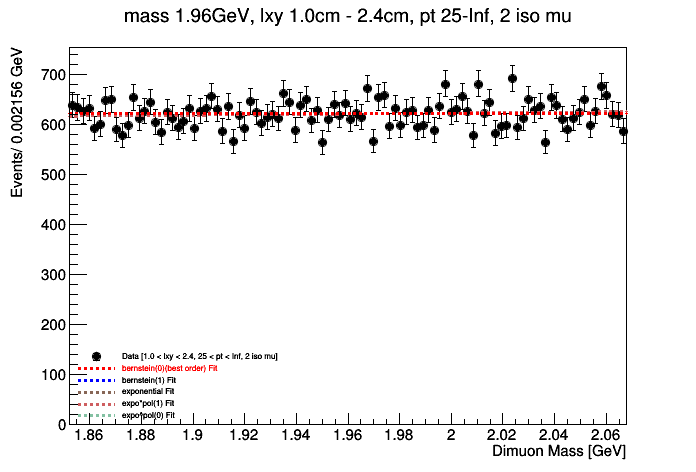 mass 1.96GeV, lxy 1.0cm - 2.4cm, pt 25-Inf, 2 iso mu
Events/ 0.002156 GeV
700
600
500
400
300
200
100
0
Data [1.0 < lxy < 2.4, 25 < pt < Inf, 2 iso mu]
bernstein(0)(best order) Fit
bernstein(1) Fit
exponential Fit
expo*pol(1) Fit
expo*pol(0) Fit
1.86 1.88 1.9 1.92 1.94 1.96 1.98 2 2.02 2.04 2.06
Dimuon Mass [GeV]